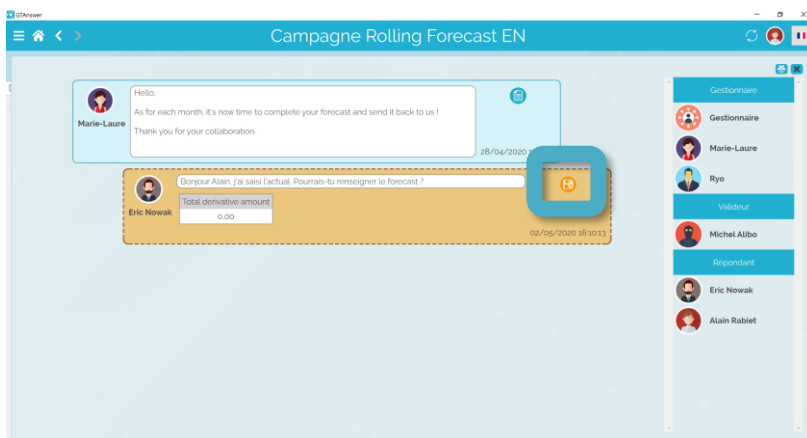 GTAnswer
Campagne Rolling Forecast EN
Hello,
As for each month, it's now time to complete your forecast and send it back to us !
Thank you for your collaboration.
Marie-Laure
28/04/2020
Bonjour Alain, j'ai saisi l'actual. Pourrais-tu renseigner le forecast ?
Total derivative amount
0,00
Eric Nowak
02/05/2020 16:10:13
Gestionnaire
Gestionnaire
Marie-Laure
Ryo
Valideur
Michel Alibo
Répondant
Eric Nowak
Alain Rabiet